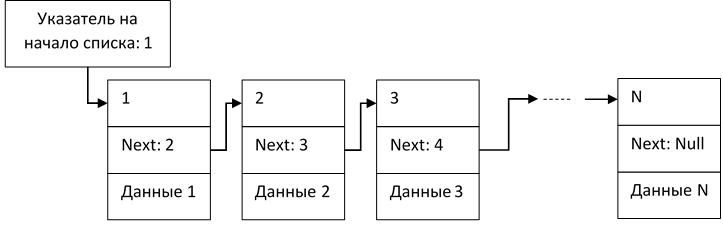 Указатель на
начало списка: 1
1
Next: 2
Данные 1
2
Next: 3
Данные 2
3
Next: 4
Данные 3
N
Next: Null
Данные N